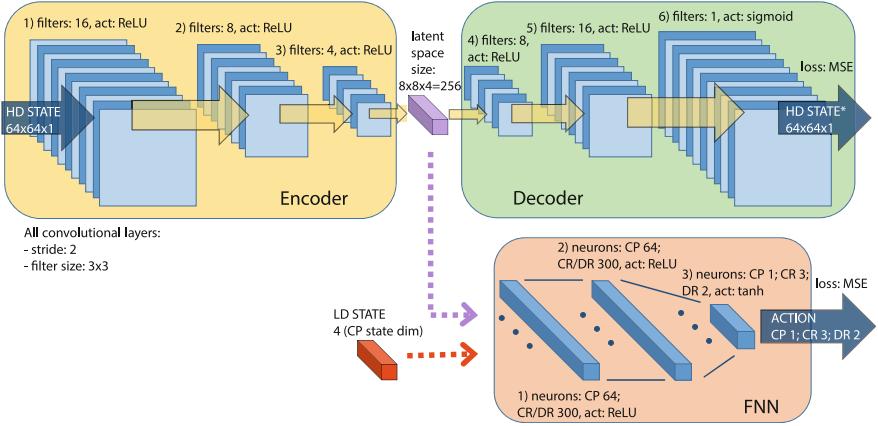 1) filters: 16, act: ReLU
2) filters: 8, act: ReLU
3) filters: 4, act: ReLU
HD STATE
64x64x1
Encoder
latent
space
size:
8x8x4=256
4) filters: 8,
act: ReLU
5) filters: 16,
act: ReLU
6) filters: 1, act: sigmoid
loss: MSE
HD STATE*
64x64x1
Decoder
All convolutional layers:
- stride: 2
- filter size: 3x3
LD STATE
4 (CP state dim)
2) neurons: CP 64;
CR/DR 300, act: ReLU
3) neurons: CP 1; CR 3;
DR 2, act: tanh
loss: MSE
ACTION
CP 1; CR 3; DR 2
1) neurons: CP 64;
CR/DR 300, act: ReLU
FNN